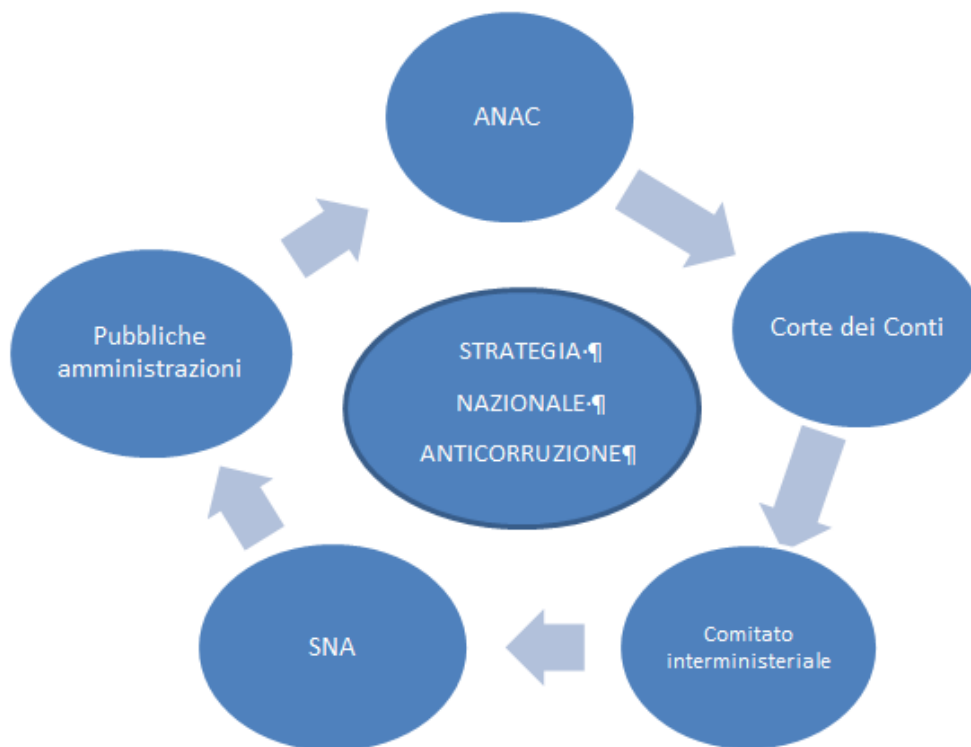 ANAC
Corte dei Conti
Pubbliche
amministrazioni
STRATEGIA·¶
NAZIONALE·¶
ANTICORRUZIONE¶
SNA
Comitato
interministeriale